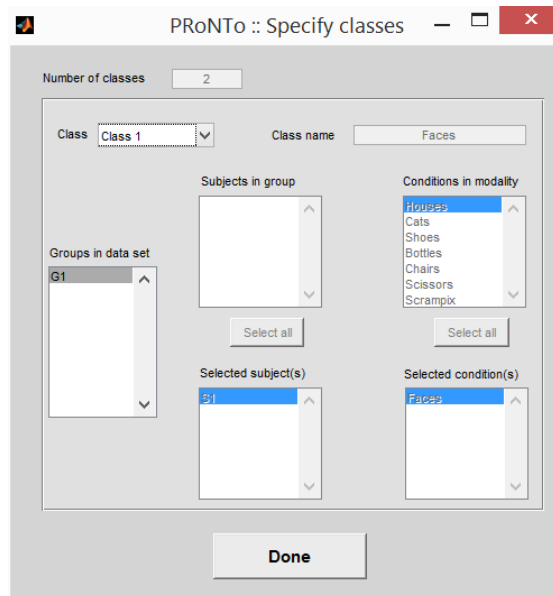 PRoNTo :: Specify classes
Number of classes
2
Class
Class 1
Class name
Faces
Subjects in group
Conditions in modality
Houses
Cats
Shoes
Bottles
Chairs
Scissors
Scrampix
Groups in data set
G1
Select all
Select all
Selected subject(s)
S1
Selected condition(s)
Faces
Done